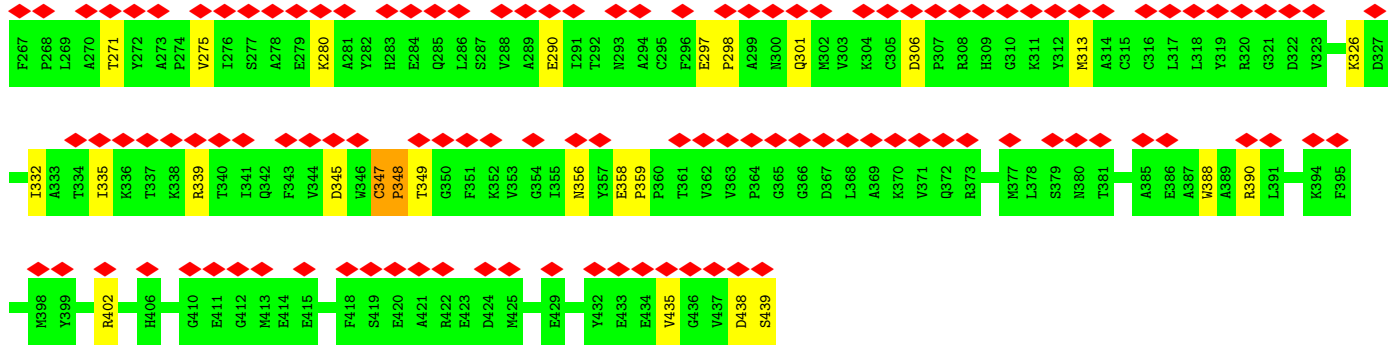 F267 P268 L269 A270 T271 Y272 A273 P274 V275 I276 S277 A278 E279 K280 A281 Y282 H283 E284 Q285 L286 S287 V288 A289 E290 I291 T292 N293 A294 C295 F296 E297 P298 A299 N300 Q301 M302 V303 K304 C305 D306 P307 R308 H309 G310 K311 Y312 M313 A314 C315 C316 L317 L318 Y319 R320 G321 D322 V323 K326 D327
I332 A333 T334 I335 K336 T337 K338 R339 T340 I341 Q342 F343 V344 D345 W346 C347 P348 T349 G350 F351 K352 V353 G354 I355 N356 Y357 E358 P359 P360 T361 V362 V363 P364 G365 G366 D367 L368 A369 K370 V371 Q372 R373 M377 L378 S379 N380 T381 A385 E386 A387 W388 A389 R390 L391 K394 F395
M398 Y399 R402 H406 G410 E411 G412 M413 E414 E415 F418 S419 E420 A421 R422 E423 D424 M425 E429 Y432 E433 E434 V435 G436 V437 D438 S439